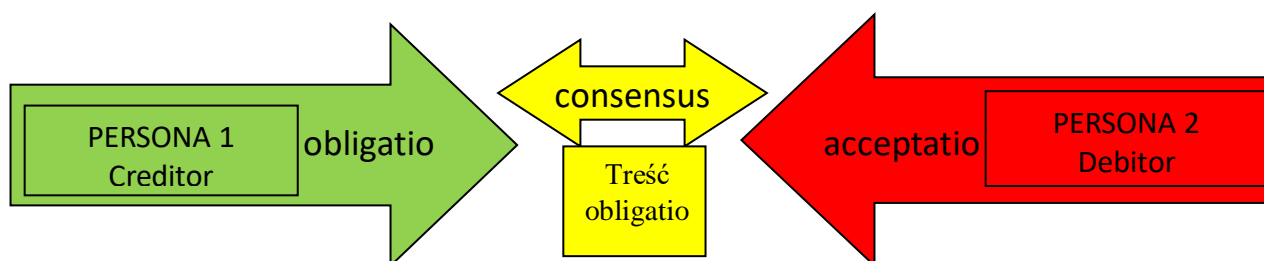 PERSONA 1
Creditor
obligatio
consensus
Treść
obligatio
acceptatio
PERSONA 2
Debitor